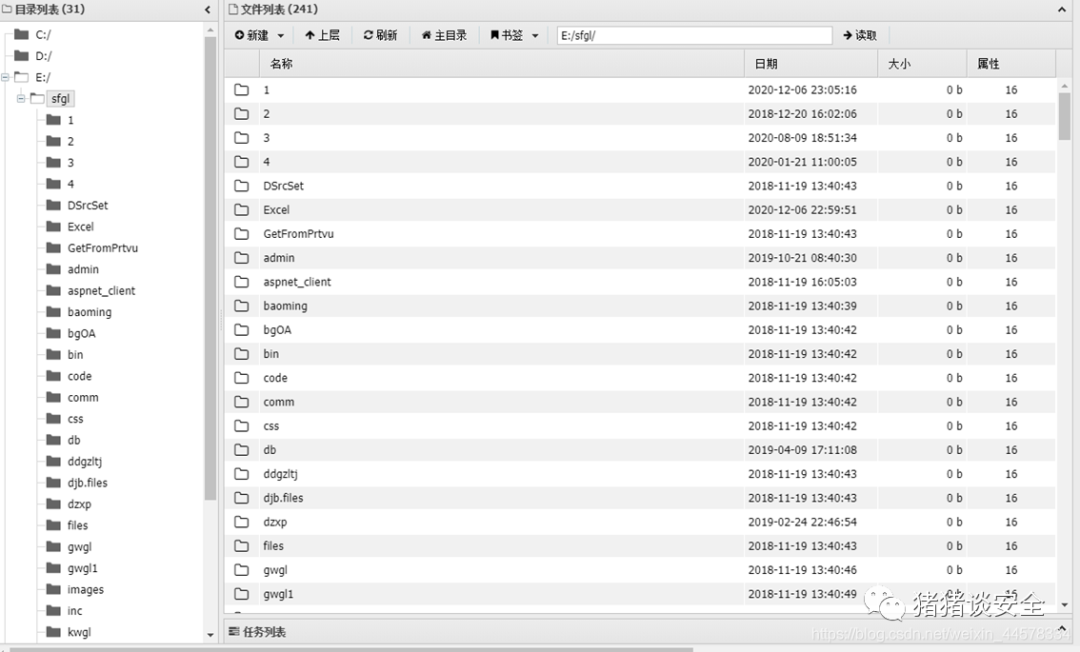 目录列表 (31)
C:/
D:/
E:/
sfgl
1
2
3
4
DSrcSet
Excel
GetFromPrtvu
admin
aspnet_client
baoming
bgOA
bin
code
comm
css
db
ddgzltj
djb.files
dzxp
files
gwgl
gwgl1
images
inc
kwgl
文件列表 (241)
新建 上层 刷新 主目录 书签 E:/sfgl/ 读取
名称 日期 大小 属性
1 2020-12-06 23:05:16 0 b 16
2 2018-12-20 16:02:06 0 b 16
3 2020-08-09 18:51:34 0 b 16
4 2020-01-21 11:00:05 0 b 16
DSrcSet 2018-11-19 13:40:43 0 b 16
Excel 2020-12-06 22:59:51 0 b 16
GetFromPrtvu 2018-11-19 13:40:43 0 b 16
admin 2019-10-21 08:40:30 0 b 16
aspnet_client 2018-11-19 16:05:03 0 b 16
baoming 2018-11-19 13:40:39 0 b 16
bgOA 2018-11-19 13:40:42 0 b 16
bin 2018-11-19 13:40:42 0 b 16
code 2018-11-19 13:40:42 0 b 16
comm 2018-11-19 13:40:42 0 b 16
css 2018-11-19 13:40:42 0 b 16
db 2019-04-09 17:11:08 0 b 16
ddgzltj 2018-11-19 13:40:43 0 b 16
djb.files 2018-11-19 13:40:43 0 b 16
dzxp 2019-02-24 22:46:54 0 b 16
files 2018-11-19 13:40:43 0 b 16
gwgl 2018-11-19 13:40:46 0 b 16
gwgl1 2018-11-19 13:40:49 0 b 16
猪猪谈安全
任务列表